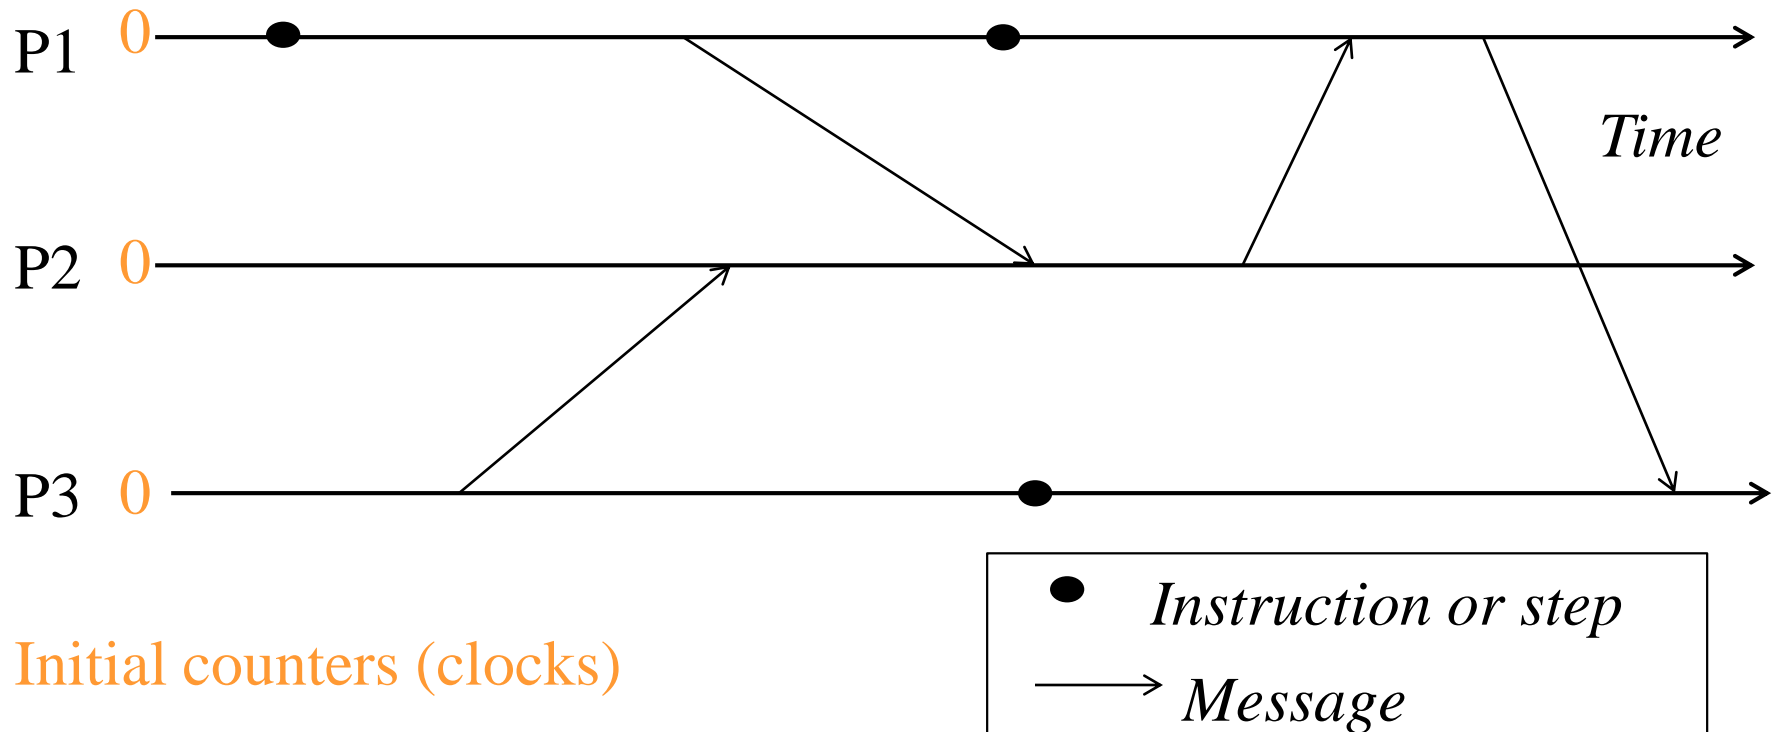 P1 0
Time
P2 0
P3 0
Instruction or step
Initial counters (clocks)
Message